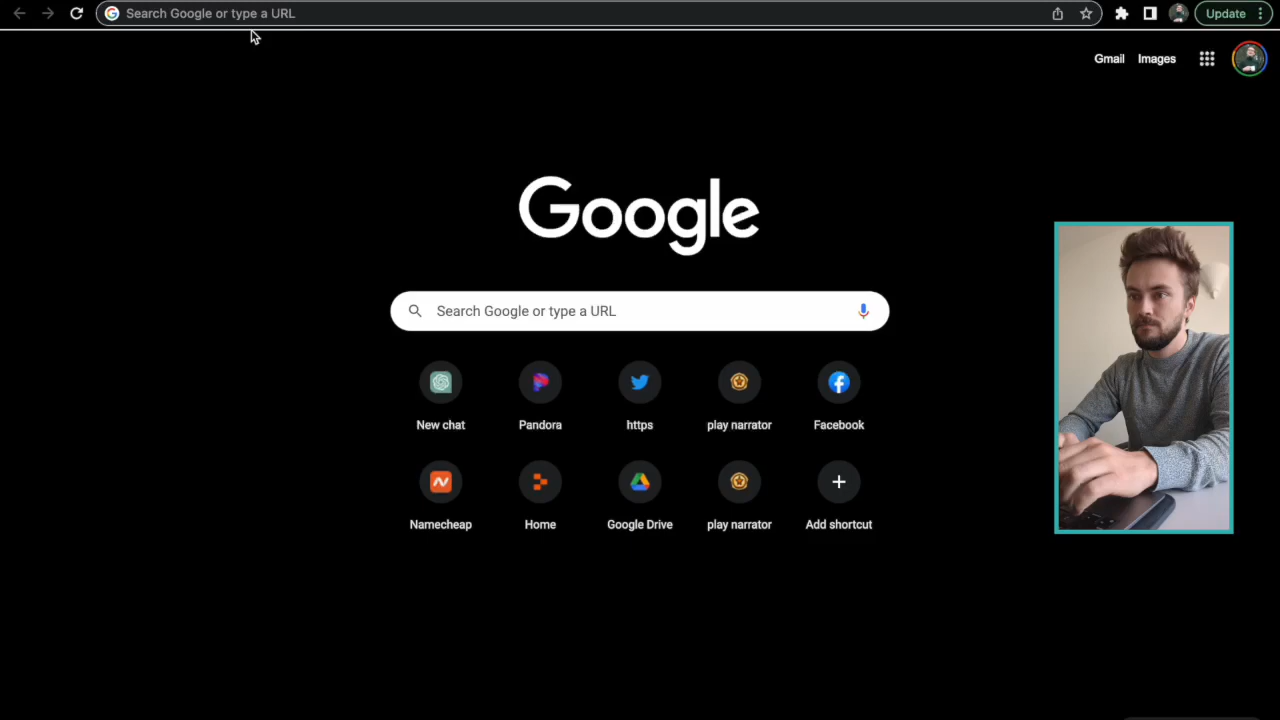 Search Google or type a URL
Update
Gmail Images
Google
Search Google or type a URL
New chat Pandora https play narrator Facebook
Namecheap Home Google Drive play narrator Add shortcut